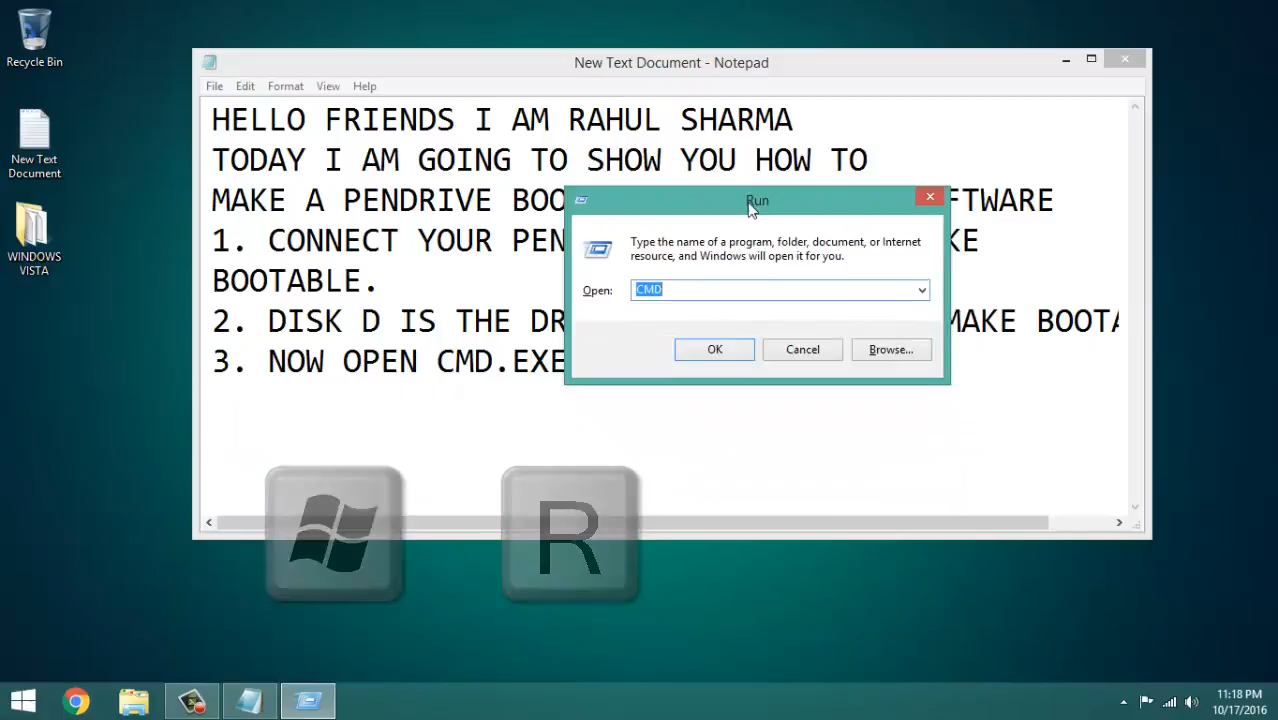 Recycle Bin
New Text
Document
WINDOWS
VISTA
New Text Document - Notepad
File Edit Format View Help
HELLO FRIENDS I AM RAHUL SHARMA
TODAY I AM GOING TO SHOW YOU HOW TO
MAKE A PENDRIVE BOO FTWARE
1. CONNECT YOUR PEN KE
BOOTABLE.
2. DISK D IS THE DR MAKE BOOTA
3. NOW OPEN CMD.EXE
Run
Type the name of a program, folder, document, or Internet
resource, and Windows will open it for you.
Open: CMD
OK Cancel Browse...
R
11:18 PM
10/17/2016